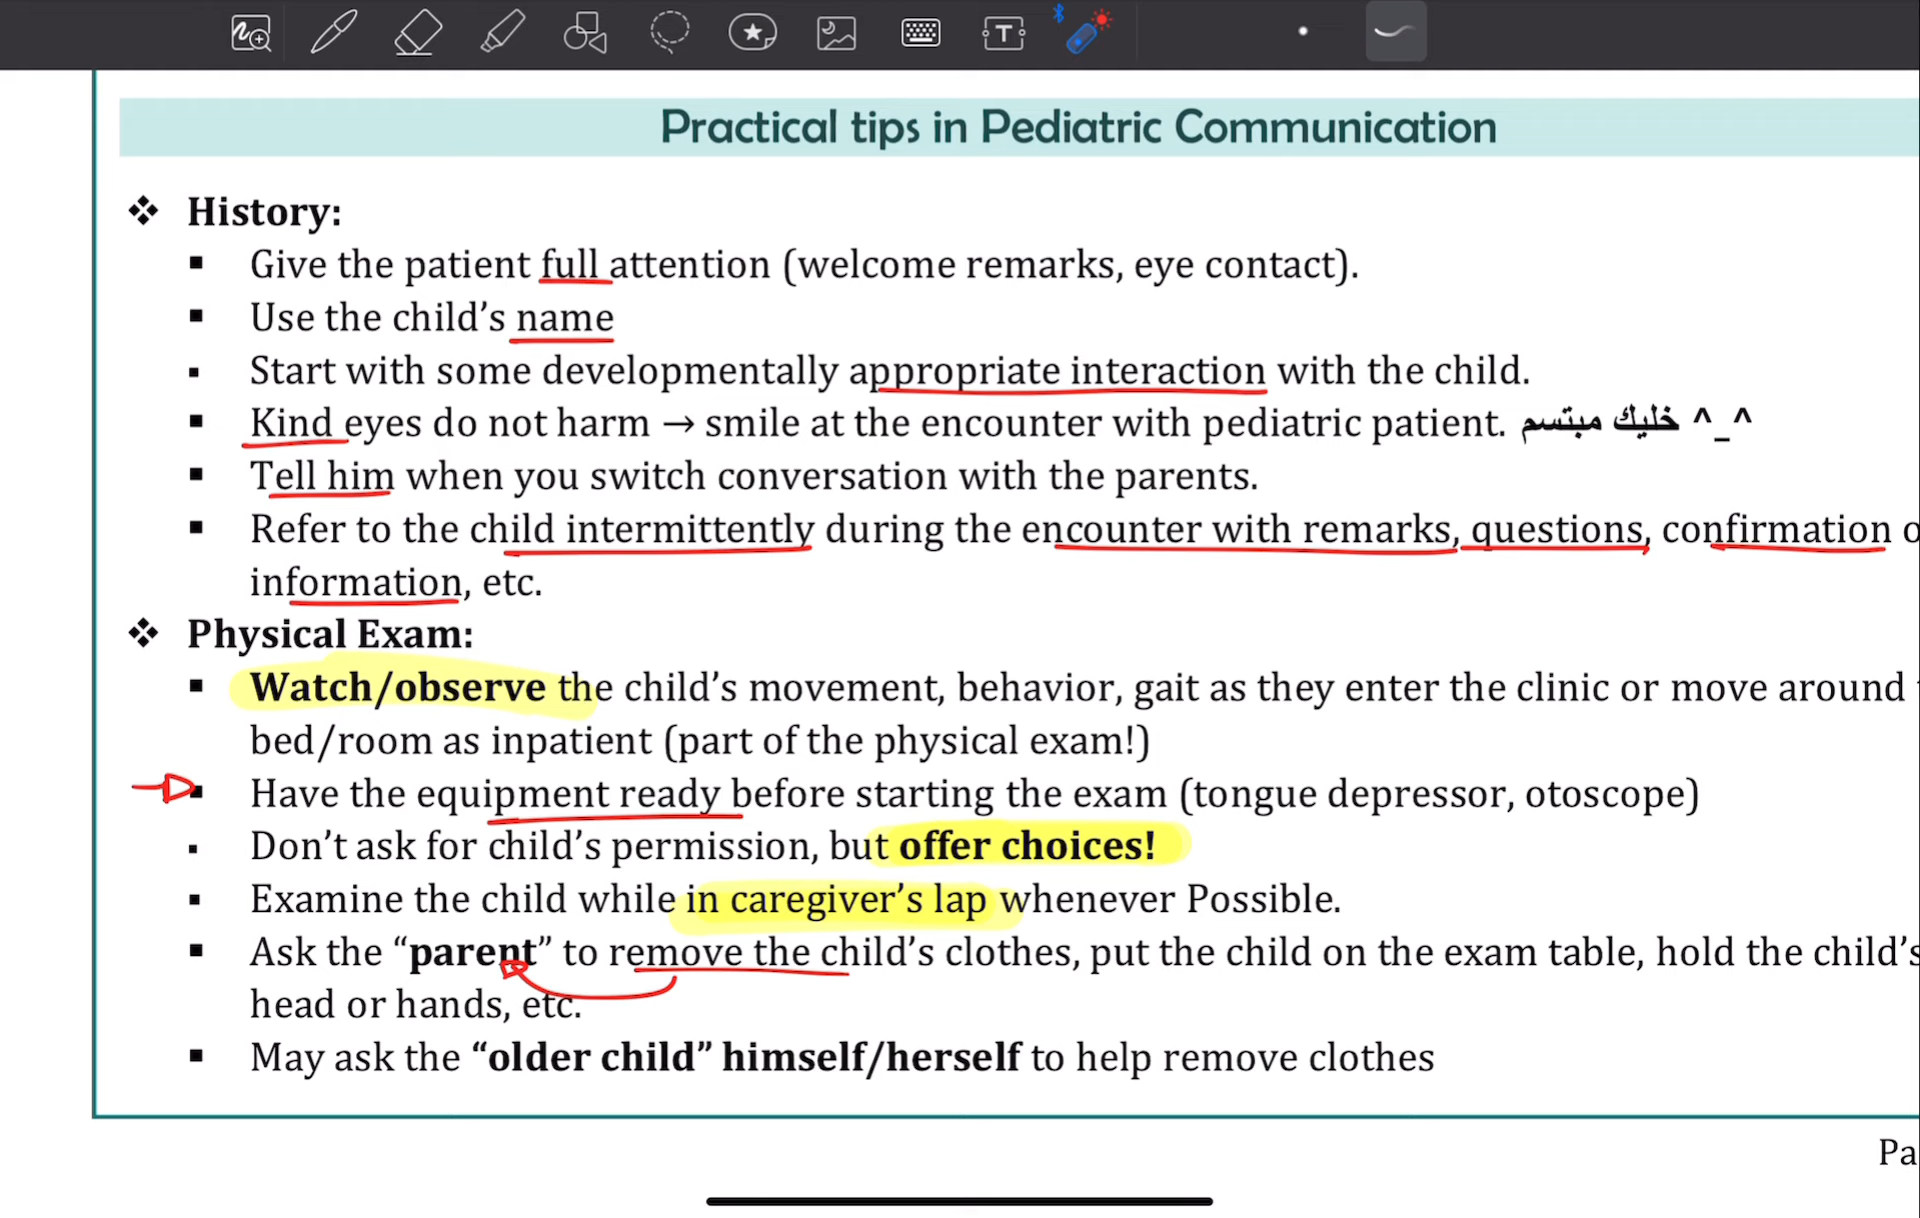 Practical tips in Pediatric Communication
❖ History:
▪ Give the patient full attention (welcome remarks, eye contact).
▪ Use the child’s name
▪ Start with some developmentally appropriate interaction with the child.
▪ Kind eyes do not harm → smile at the encounter with pediatric patient. خليك مبتسم ^_^
▪ Tell him when you switch conversation with the parents.
▪ Refer to the child intermittently during the encounter with remarks, questions, confirmation
information, etc.
❖ Physical Exam:
▪ Watch/observe the child’s movement, behavior, gait as they enter the clinic or move around
bed/room as inpatient (part of the physical exam!)
▪ Have the equipment ready before starting the exam (tongue depressor, otoscope)
▪ Don’t ask for child’s permission, but offer choices!
▪ Examine the child while in caregiver’s lap whenever Possible.
▪ Ask the “parent” to remove the child’s clothes, put the child on the exam table, hold the child’s
head or hands, etc.
▪ May ask the “older child” himself/herself to help remove clothes